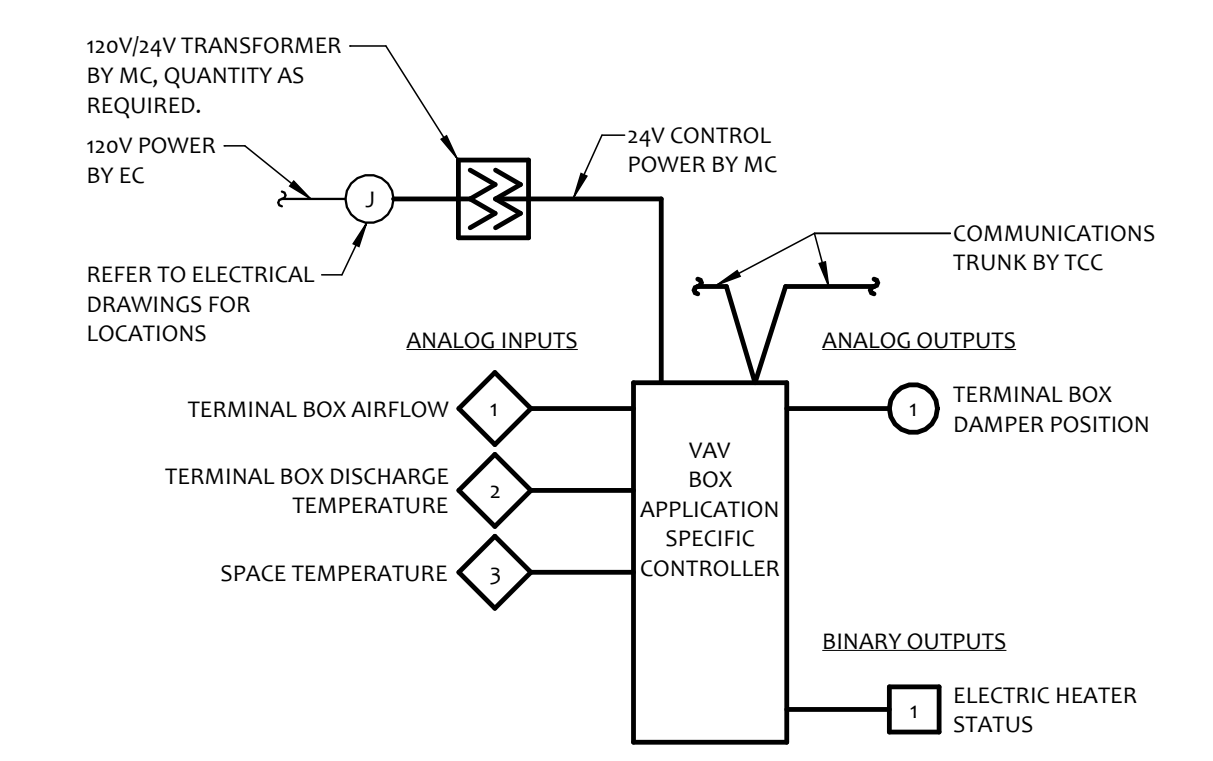 120V/24V TRANSFORMER
BY MC, QUANTITY AS
REQUIRED.
120V POWER
BY EC
J
24V CONTROL
POWER BY MC
REFER TO ELECTRICAL
DRAWINGS FOR
LOCATIONS
COMMUNICATIONS
TRUNK BY TCC
ANALOG INPUTS
TERMINAL BOX AIRFLOW
1
TERMINAL BOX DISCHARGE
TEMPERATURE
2
SPACE TEMPERATURE
3
VAV
BOX
APPLICATION
SPECIFIC
CONTROLLER
ANALOG OUTPUTS
1
TERMINAL BOX
DAMPER POSITION
BINARY OUTPUTS
1
ELECTRIC HEATER
STATUS